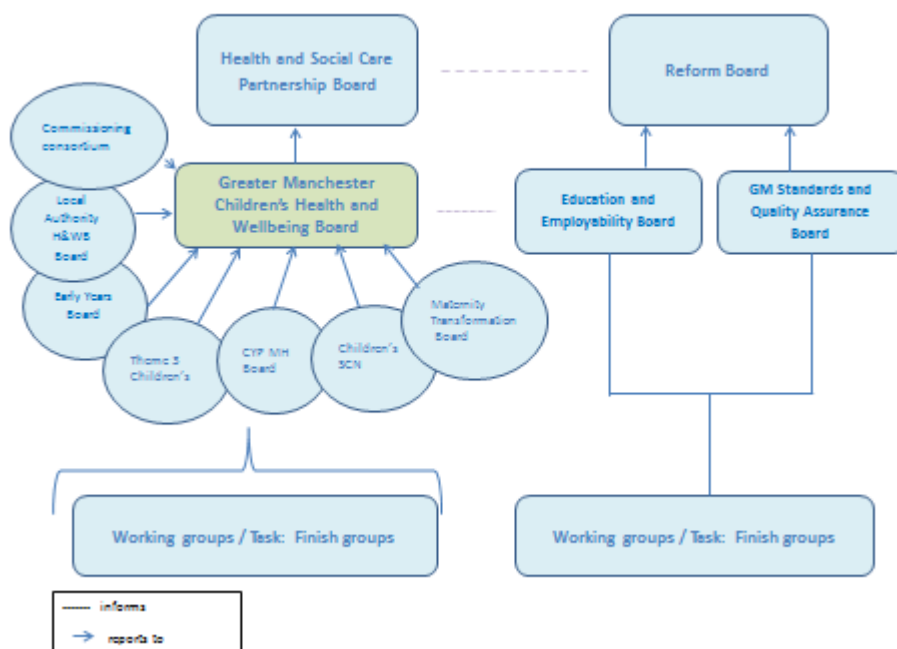 Health and Social Care
Partnership Board
Reform Board
Commissioning
consortium
Greater Manchester
Children's Health and
Wellbeing Board
Education and
Employability Board
GM Standards and
Quality Assurance
Board
Local
Authority
H&WB
Board
Early Years
Board
Theme 3
Children's
CYP MH
Board
Children's
SCN
Maternity
Transformation
Board
Working groups / Task: Finish groups
Working groups / Task: Finish groups
informs
reports to